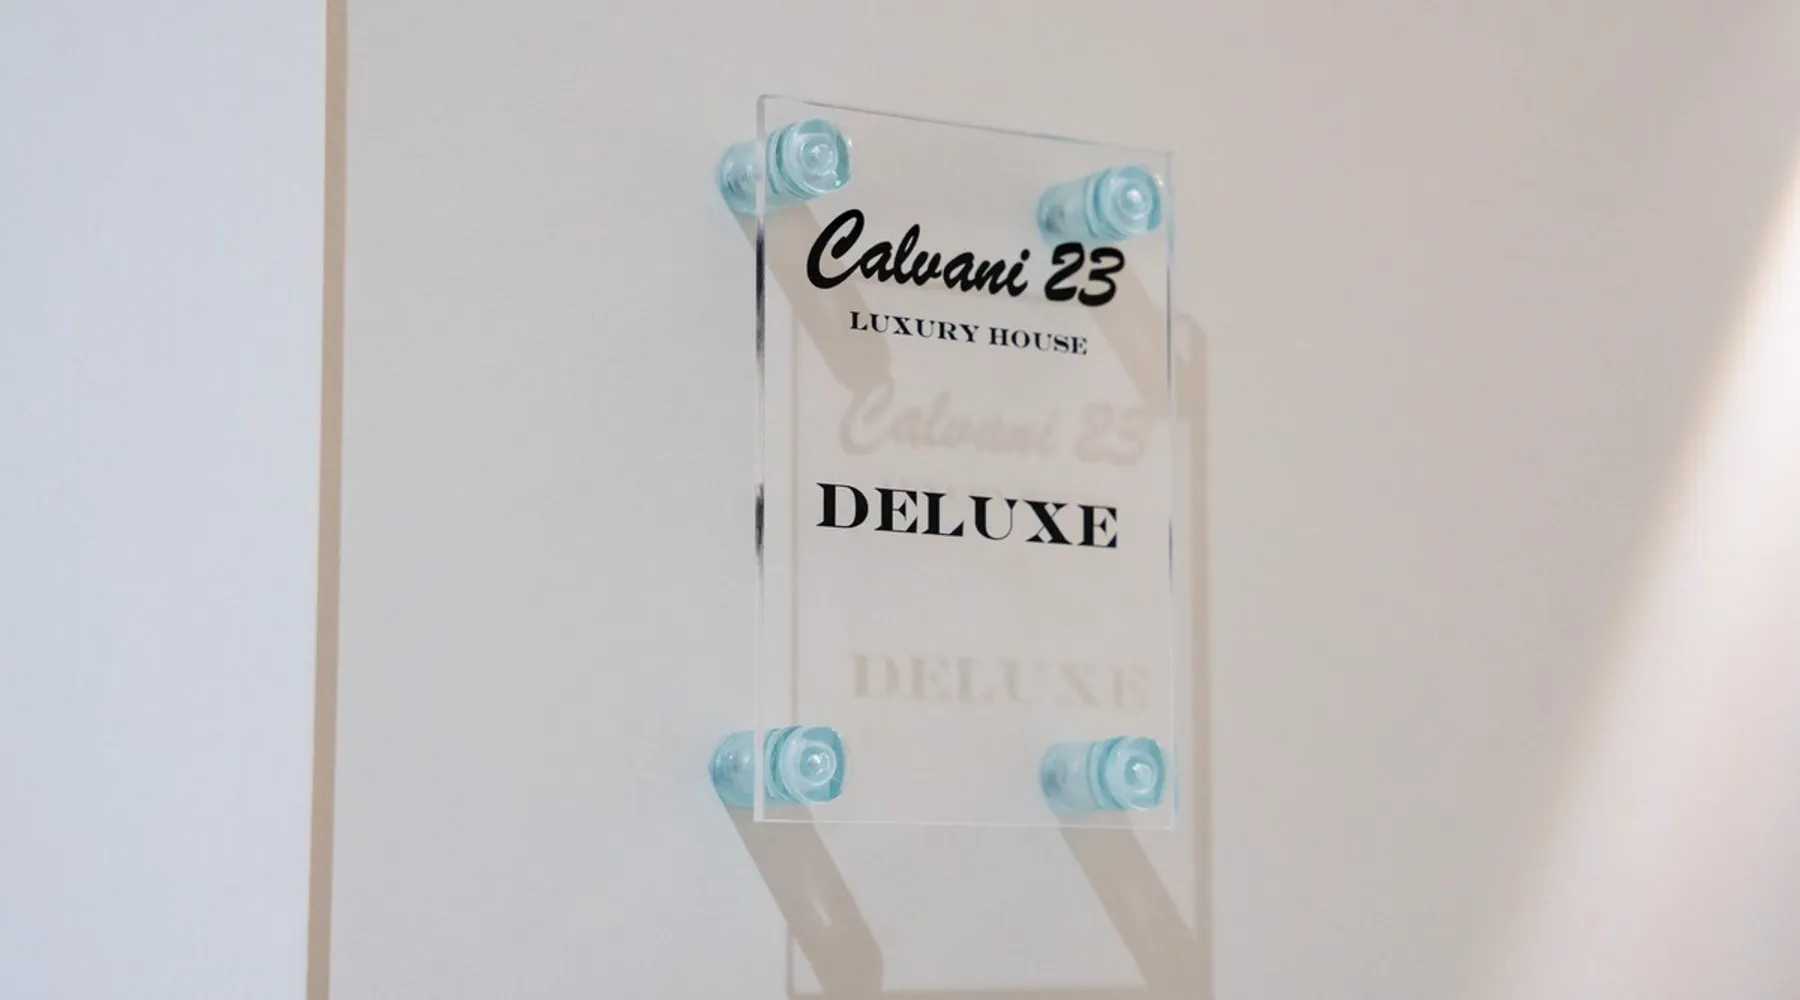 Calvani 23
LUXURY HOUSE
DELUXE